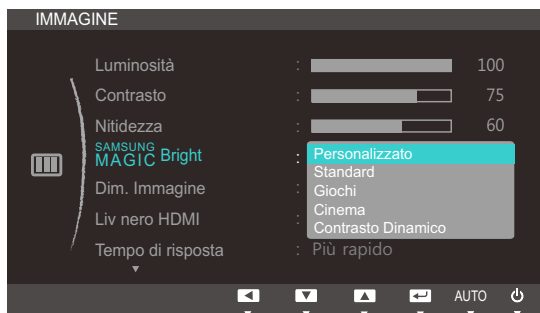 IMMAGINE
Luminosità : 100
Contrasto : 75
Nitidezza : 60
SAMSUNG
MAGIC Bright : Personalizzato
Standard
Dim. Immagine : Giochi
Cinema
Liv nero HDMI : Contrasto Dinamico
Tempo di risposta : Più rapido
AUTO